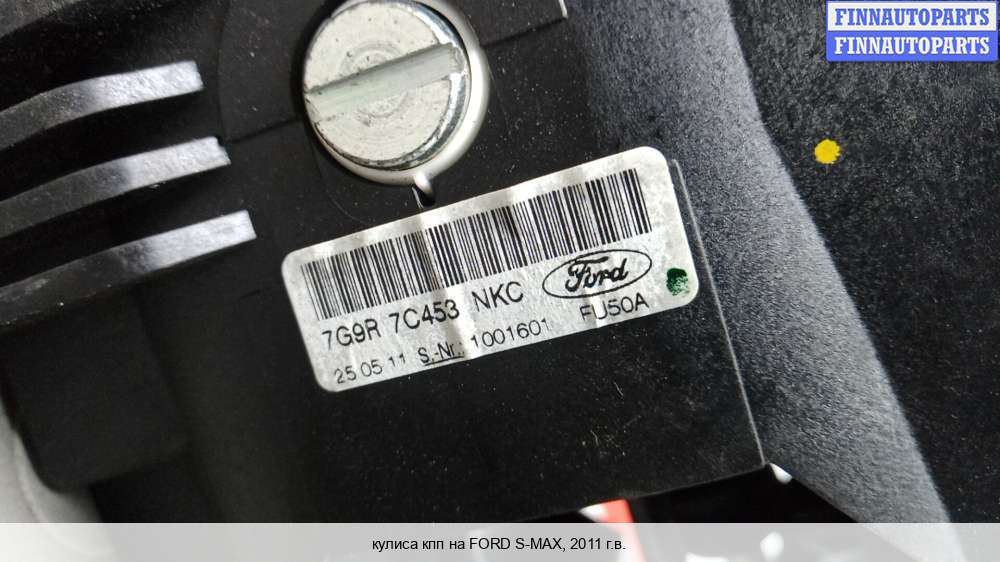 FINNAUTOPARTS
FINNAUTOPARTS
7G9R 7C453 NKC
Ford
25 05 11 S.-Nr.: 1001601 FU50A
кулиса кпп на FORD S-MAX, 2011 г.в.